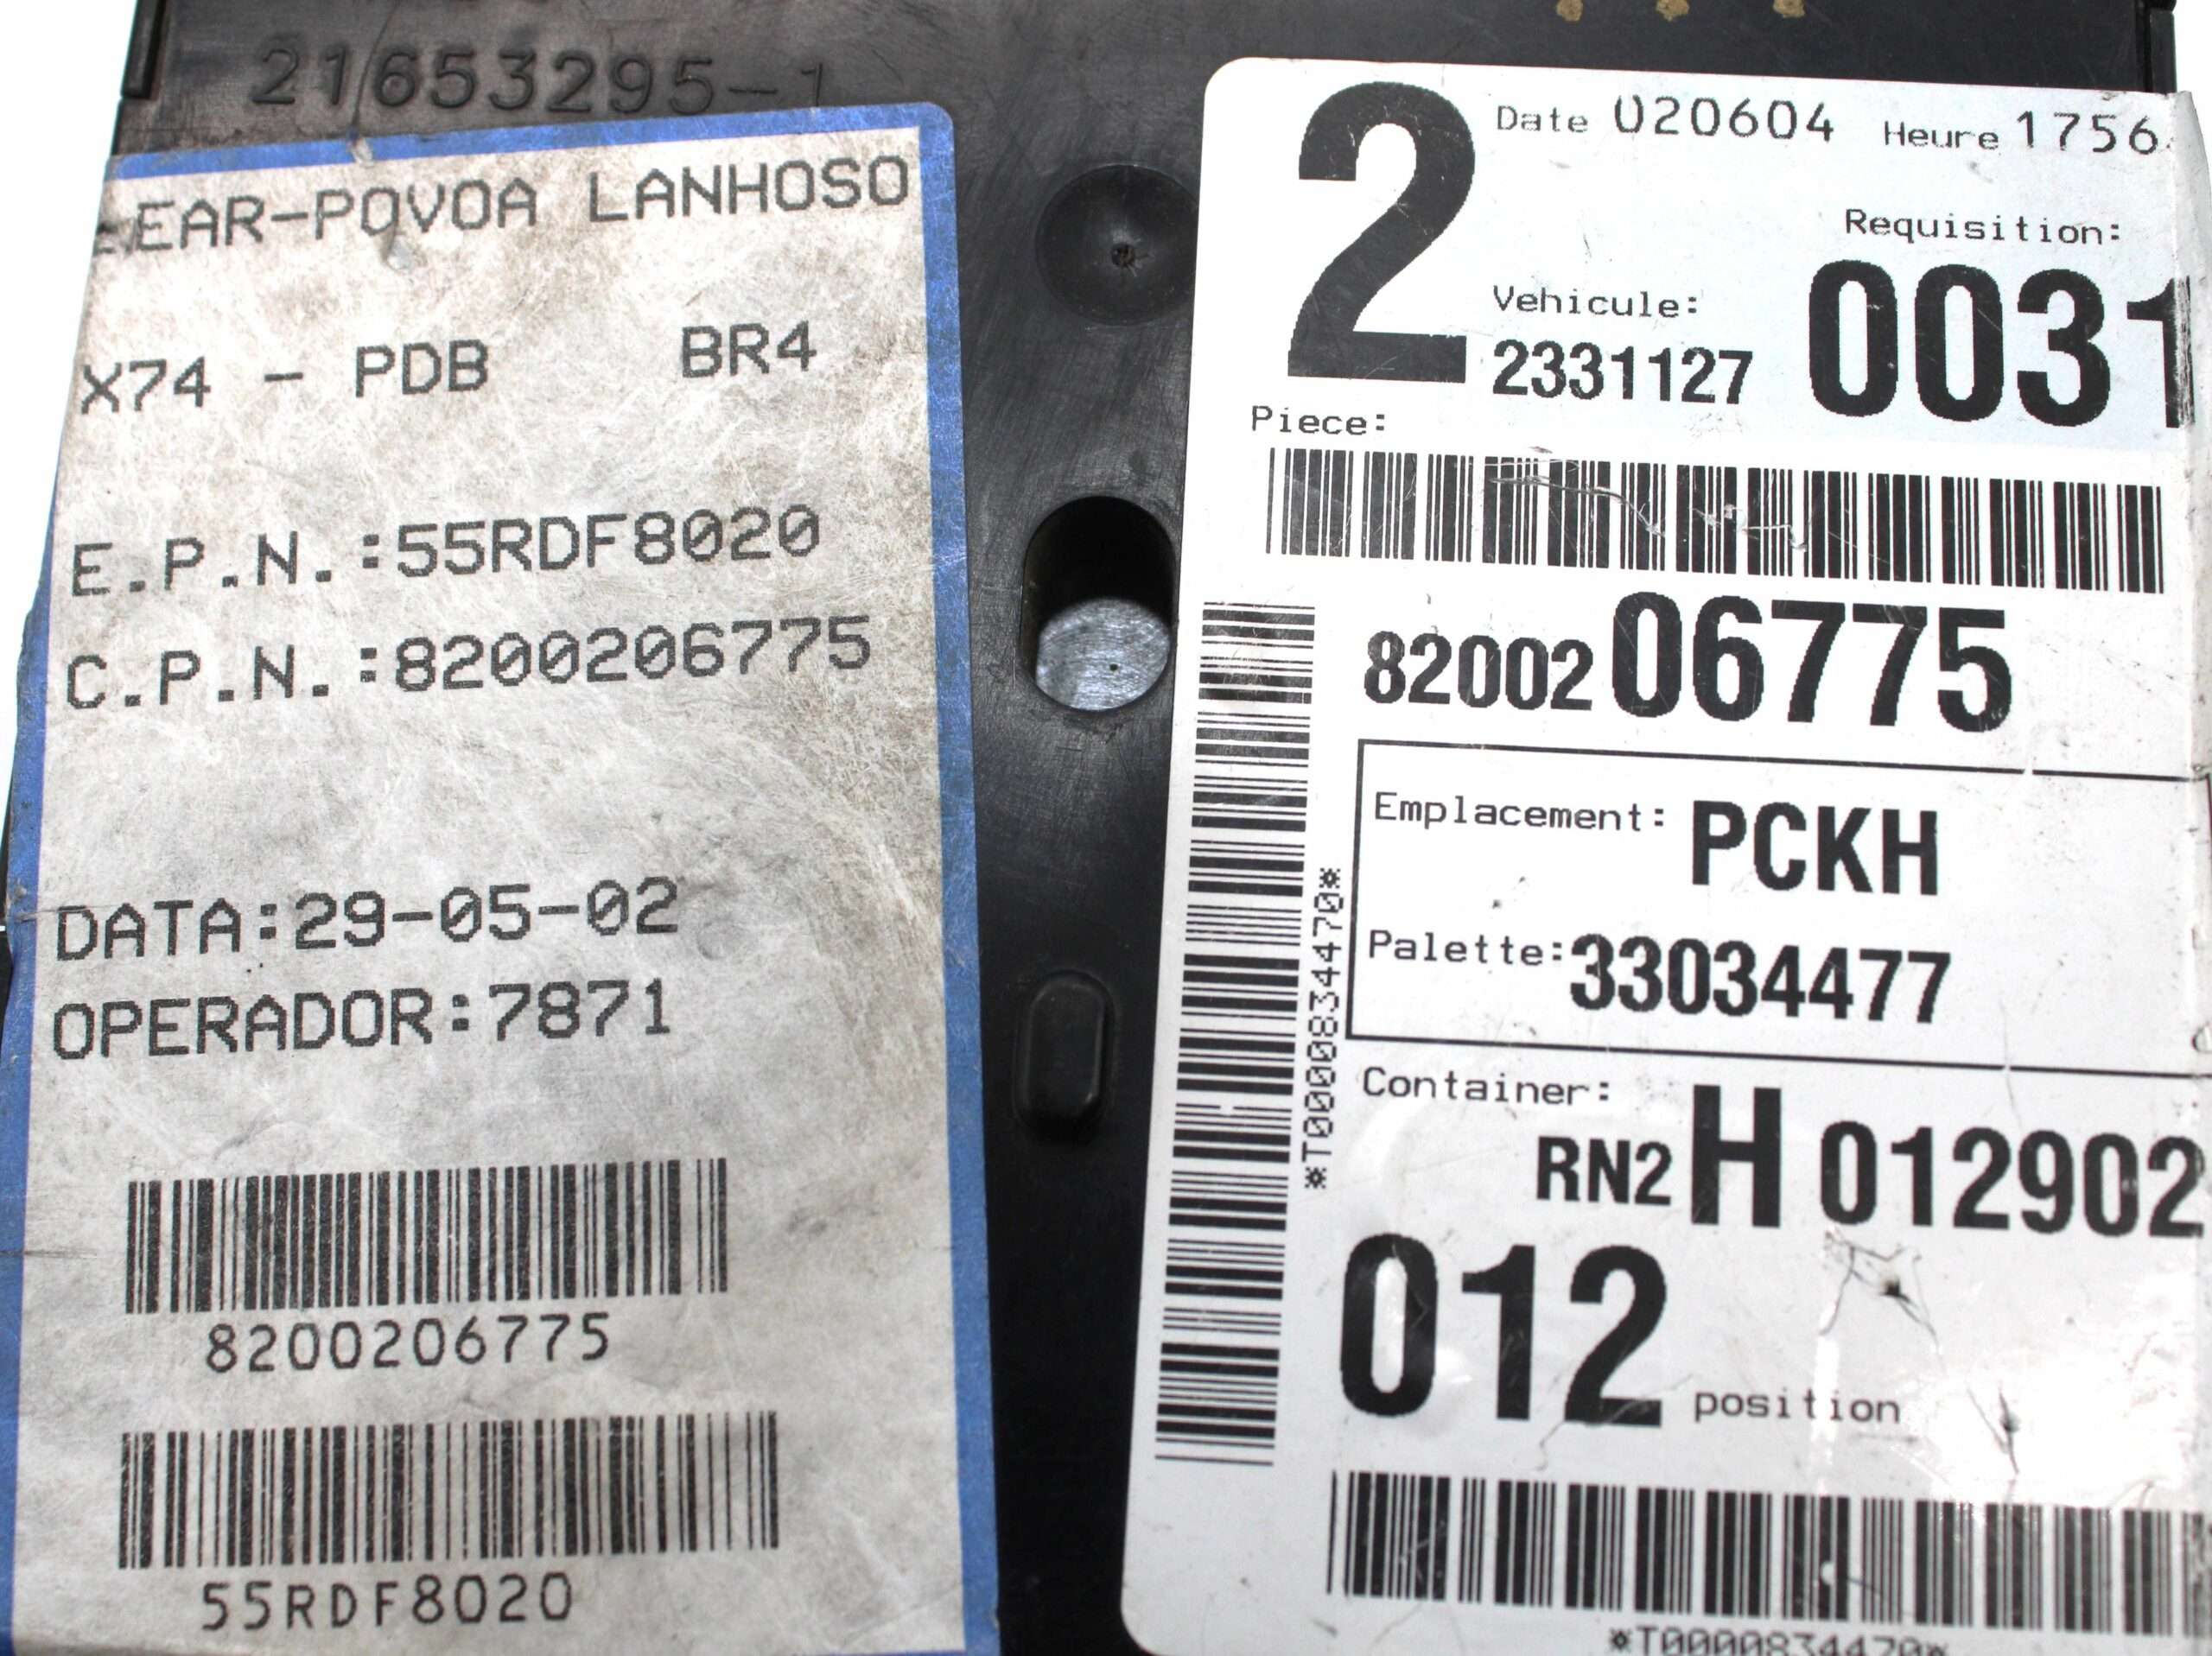 21653295-1
LEAR-POVOA LANHOSO
X74 - PDB BR4
E.P.N.:55RDF8020
C.P.N.:8200206775
DATA:29-05-02
OPERADOR:7871
8200206775
55RDF8020
2
Date 020604 Heure 1756
Requisition:
0031
Vehicule:
2331127
Piece:
8200206775
Emplacement: PCKH
Palette:33034477
*T0000834470*
Container:
RN2 H 012902
012 position
*T0000834470*